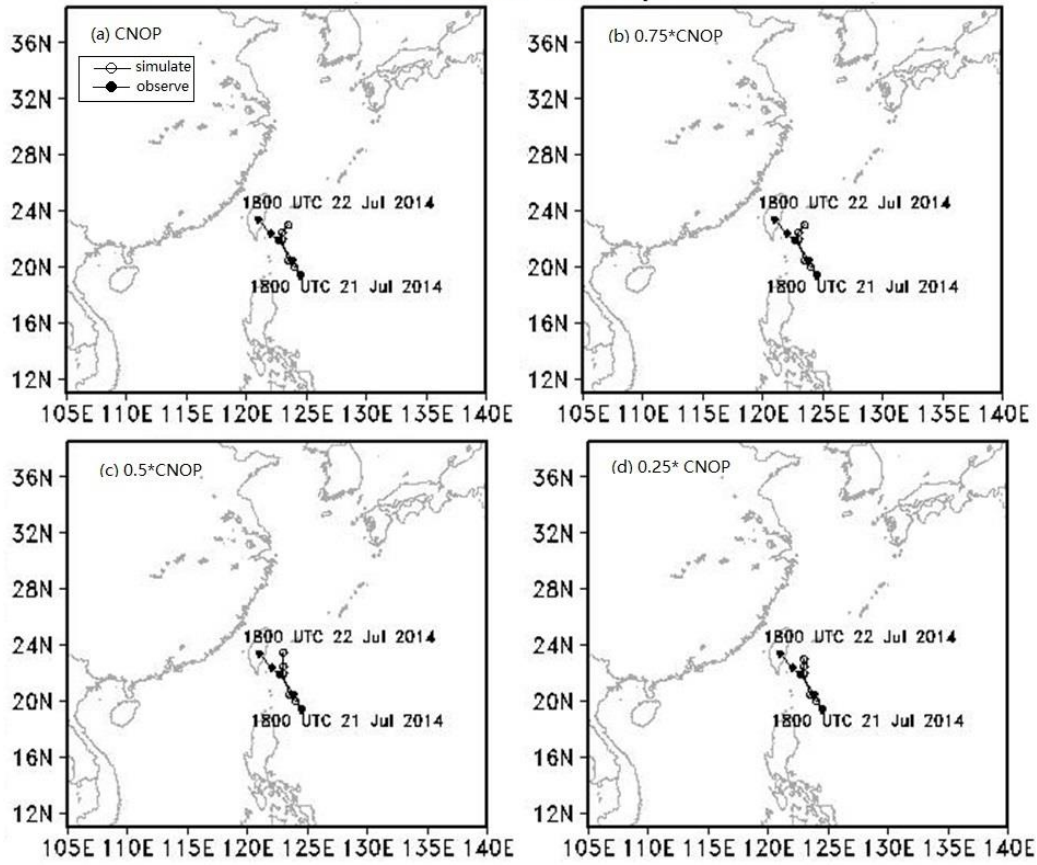 (a) CNOP
simulate
observe
36N
32N
28N
24N
20N
16N
12N
1800 UTC 22 Jul 2014
1800 UTC 21 Jul 2014
105E 110E 115E 120E 125E 130E 135E 140E
(b) 0.75*CNOP
36N
32N
28N
24N
20N
16N
12N
1800 UTC 22 Jul 2014
1800 UTC 21 Jul 2014
105E 110E 115E 120E 125E 130E 135E 140E
(c) 0.5*CNOP
36N
32N
28N
24N
20N
16N
12N
1800 UTC 22 Jul 2014
1800 UTC 21 Jul 2014
105E 110E 115E 120E 125E 130E 135E 140E
(d) 0.25* CNOP
36N
32N
28N
24N
20N
16N
12N
1800 UTC 22 Jul 2014
1800 UTC 21 Jul 2014
105E 110E 115E 120E 125E 130E 135E 140E